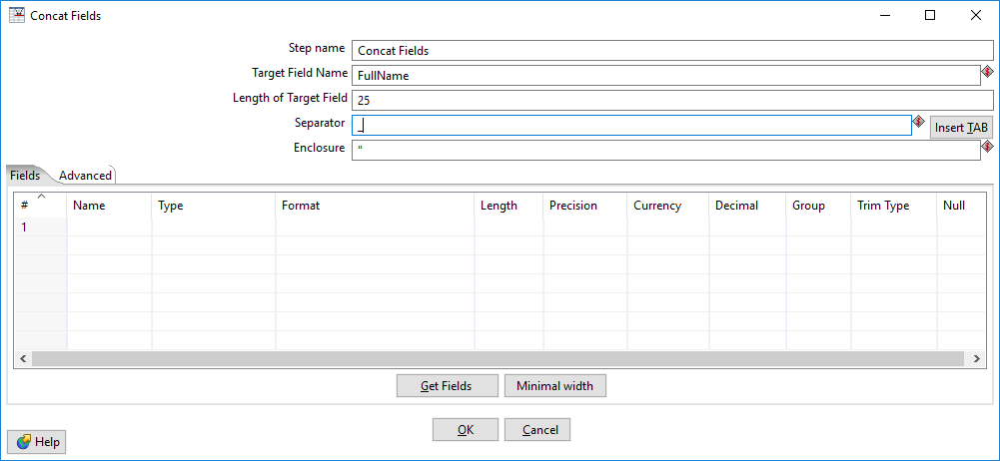 Concat Fields
Step name Concat Fields
Target Field Name FullName
Length of Target Field 25
Separator _ Insert TAB
Enclosure "
Fields Advanced
# Name Type Format Length Precision Currency Decimal Group Trim Type Null
1
Get Fields Minimal width
OK Cancel
Help